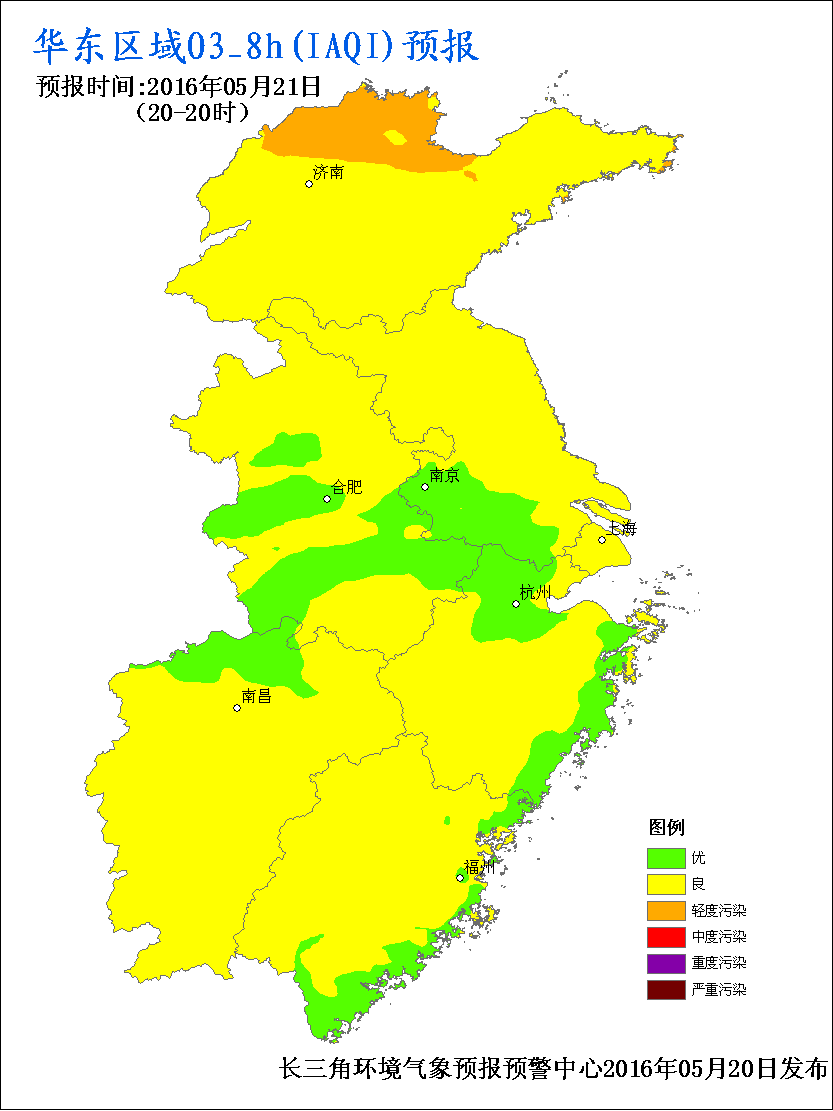 华东区域O3_8h(IAQI)预报
预报时间:2016年05月21日
(20-20时)
济南
南京
合肥
上海
杭州
南昌
福州
图例
优
良
轻度污染
中度污染
重度污染
严重污染
长三角环境气象预报预警中心2016年05月20日发布